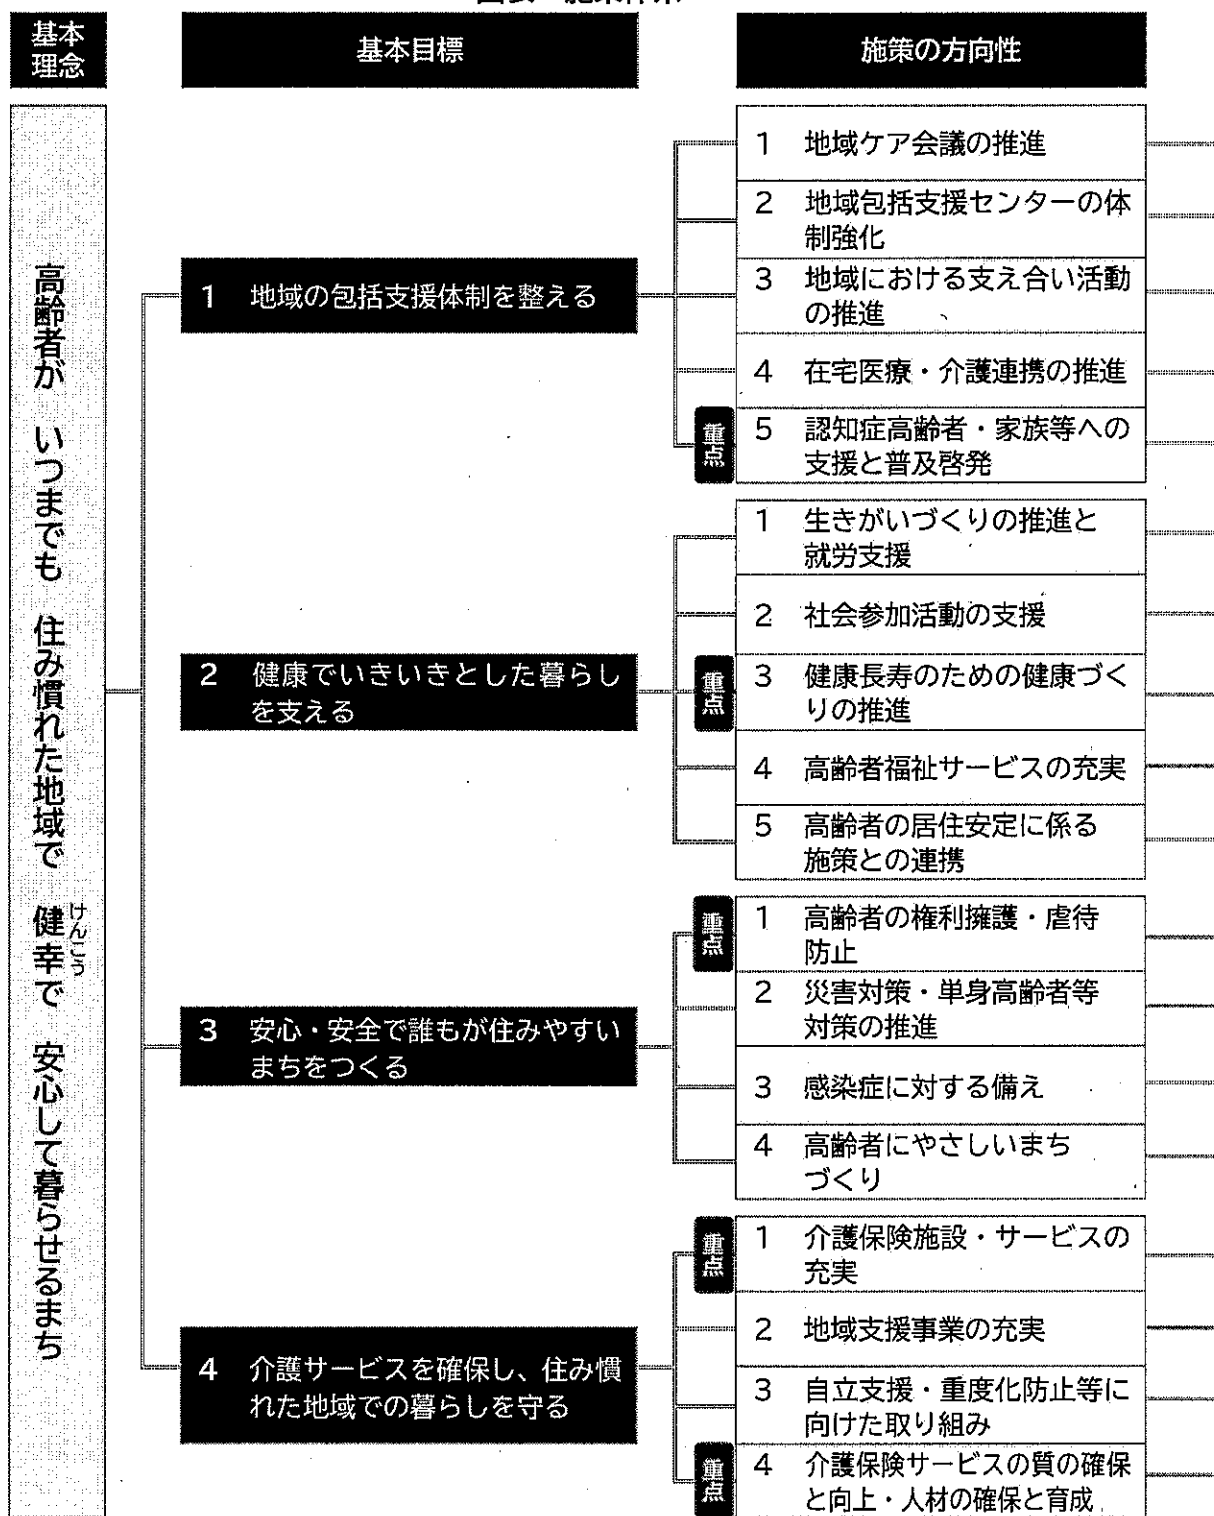 基本
理念
基本目標
施策の方向性
高齢者が いつまでも 住み慣れた地域で 健幸で 安心して暮らせるまち
けんこう
1 地域の包括支援体制を整える
1 地域ケア会議の推進
2 地域包括支援センターの体
制強化
3 地域における支え合い活動
の推進
4 在宅医療・介護連携の推進
重点
5 認知症高齢者・家族等への
支援と普及啓発
2 健康でいきいきとした暮らし
を支える
1 生きがいづくりの推進と
就労支援
2 社会参加活動の支援
重点
3 健康長寿のための健康づく
りの推進
4 高齢者福祉サービスの充実
5 高齢者の居住安定に係る
施策との連携
3 安心・安全で誰もが住みやすい
まちをつくる
重点
1 高齢者の権利擁護・虐待
防止
2 災害対策・単身高齢者等
対策の推進
3 感染症に対する備え
4 高齢者にやさしいまち
づくり
4 介護サービスを確保し、住み慣
れた地域での暮らしを守る
重点
1 介護保険施設・サービスの
充実
2 地域支援事業の充実
3 自立支援・重度化防止等に
向けた取り組み
重点
4 介護保険サービスの質の確保
と向上・人材の確保と育成